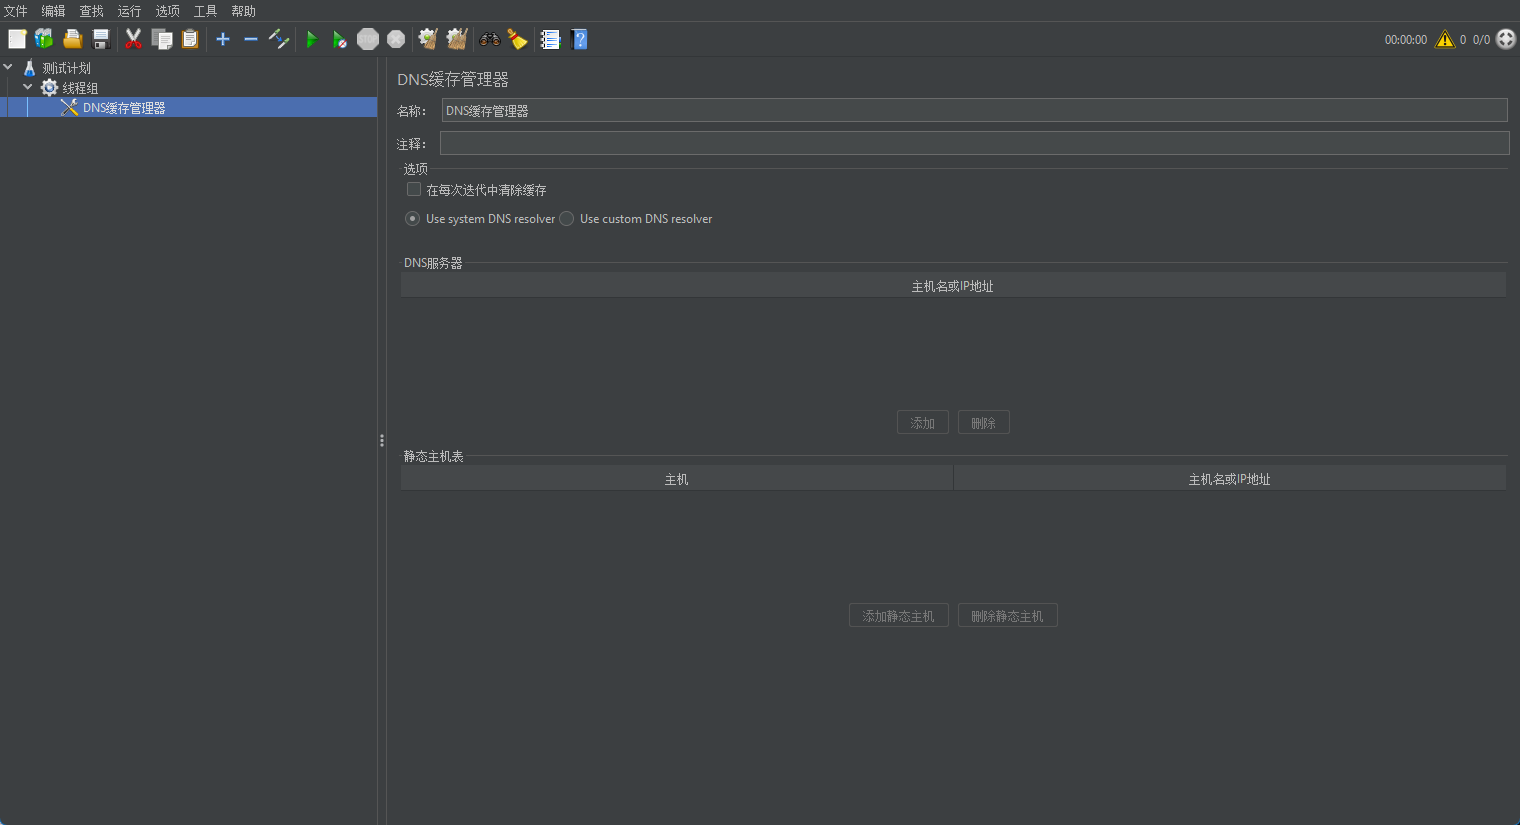 文件 编辑 查找 运行 选项 工具 帮助
STOP
00:00:00 0 0/0
测试计划
线程组
DNS缓存管理器
DNS缓存管理器
名称： DNS缓存管理器
注释：
选项
在每次迭代中清除缓存
Use system DNS resolver Use custom DNS resolver
DNS服务器
主机名或IP地址
添加 删除
静态主机表
主机 主机名或IP地址
添加静态主机 删除静态主机